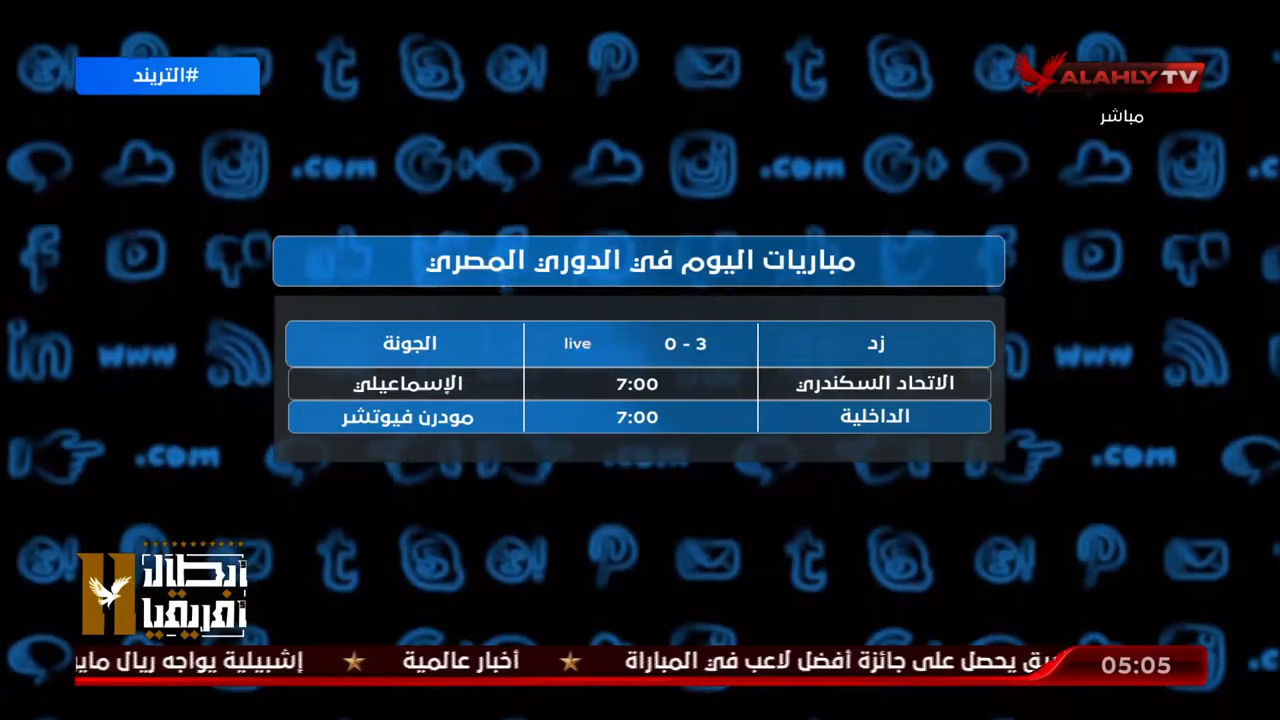 #التريند
ALAHLY TV
مباشر
مباريات اليوم في الدوري المصري
زد 3 - 0 live الجونة
الاتحاد السكندري 7:00 الإسماعيلي
الداخلية 7:00 مودرن فيوتشر
أبطال
أفريقيا
11
05:05
يحصل على جائزة أفضل لاعب في المباراة ★ أخبار عالمية ★ إشبيلية يواجه ريال